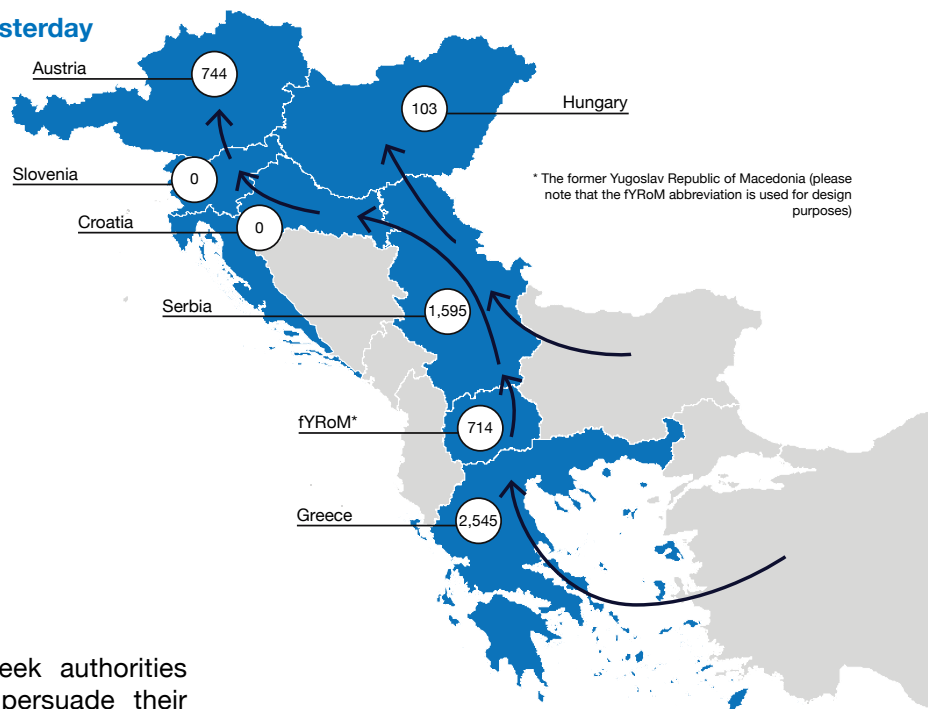 sterday
Austria
744
103
Hungary
Slovenia
0
* The former Yugoslav Republic of Macedonia (please
note that the fYRoM abbreviation is used for design
purposes)
Croatia
0
Serbia
1,595
fYRoM*
714
Greece
2,545
eek authorities
persuade their